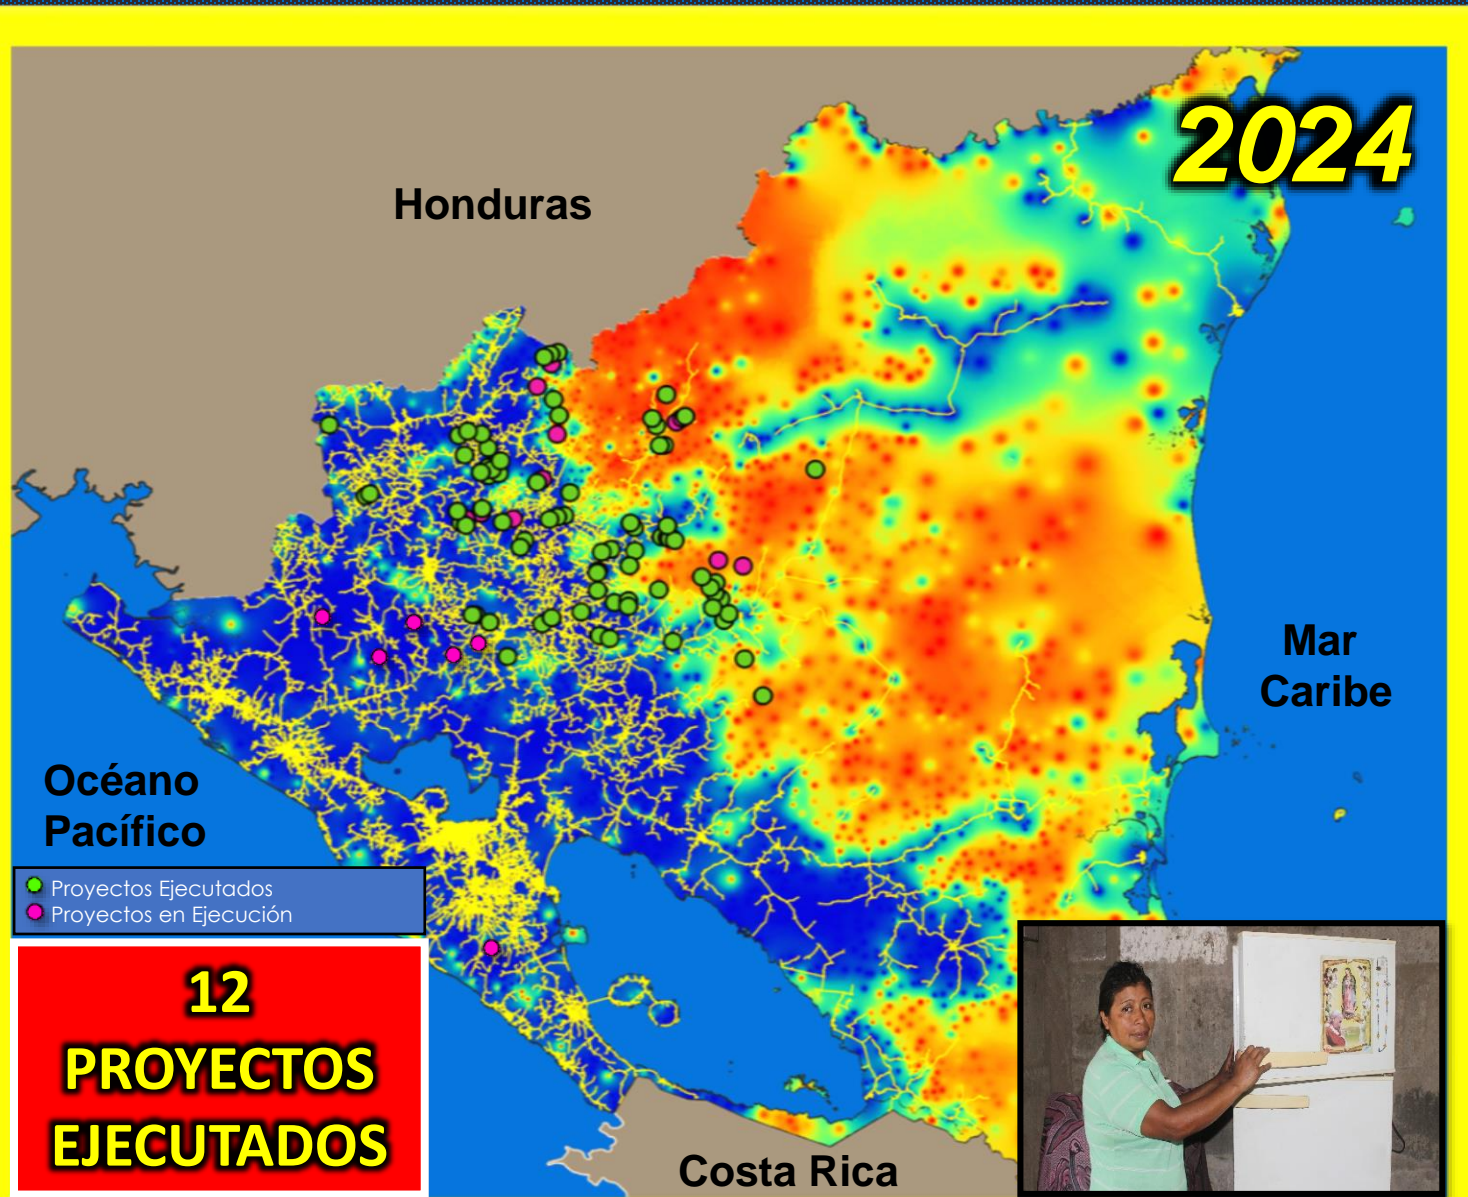 2024
Honduras
Mar
Caribe
Océano
Pacífico
Proyectos Ejecutados
Proyectos en Ejecución
12
PROYECTOS
EJECUTADOS
Costa Rica